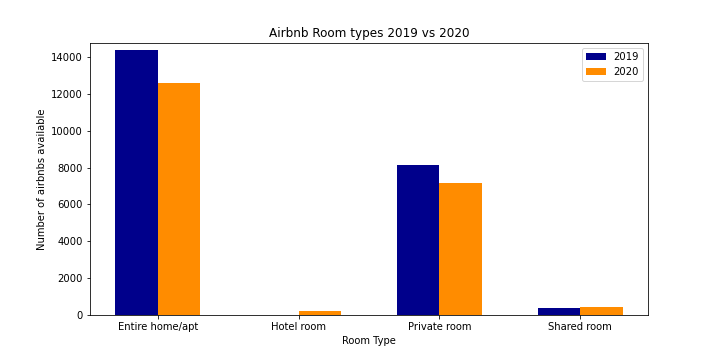 Airbnb Room types 2019 vs 2020
2019
2020
14000
12000
10000
8000
6000
4000
2000
0
Number of airbnbs available
Entire home/apt
Hotel room
Private room
Shared room
Room Type